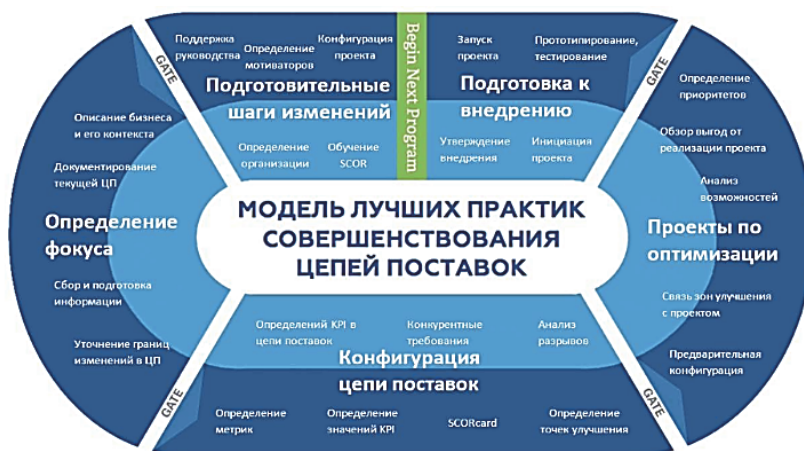 Поддержка
руководства
Определение
мотиваторов
Конфигурация
проекта
Подготовительные
шаги изменений
Определение
организации
Обучение
SCOR
Begin Next Program
Запуск
проекта
Прототипирование,
тестирование
Подготовка к
внедрению
Утверждение
внедрения
Инициация
проекта
GATE
GATE
Описание бизнеса
и его контекста
Документирование
текущей ЦП
Определение
фокуса
Сбор и подготовка
информации
Уточнение границ
изменений в ЦП
МОДЕЛЬ ЛУЧШИХ ПРАКТИК
СОВЕРШЕНСТВОВАНИЯ
ЦЕПЕЙ ПОСТАВОК
Определение
приоритетов
Обзор выгод от
реализации проекта
Анализ
возможностей
Проекты по
оптимизации
Связь зон улучшения
с проектом
Предварительная
конфигурация
GATE
GATE
Определений KPI в
цепи поставок
Конкурентные
требования
Анализ
разрывов
Конфигурация
цепи поставок
Определение
метрик
Определение
значений KPI
SCORcard
Определение
точек улучшения